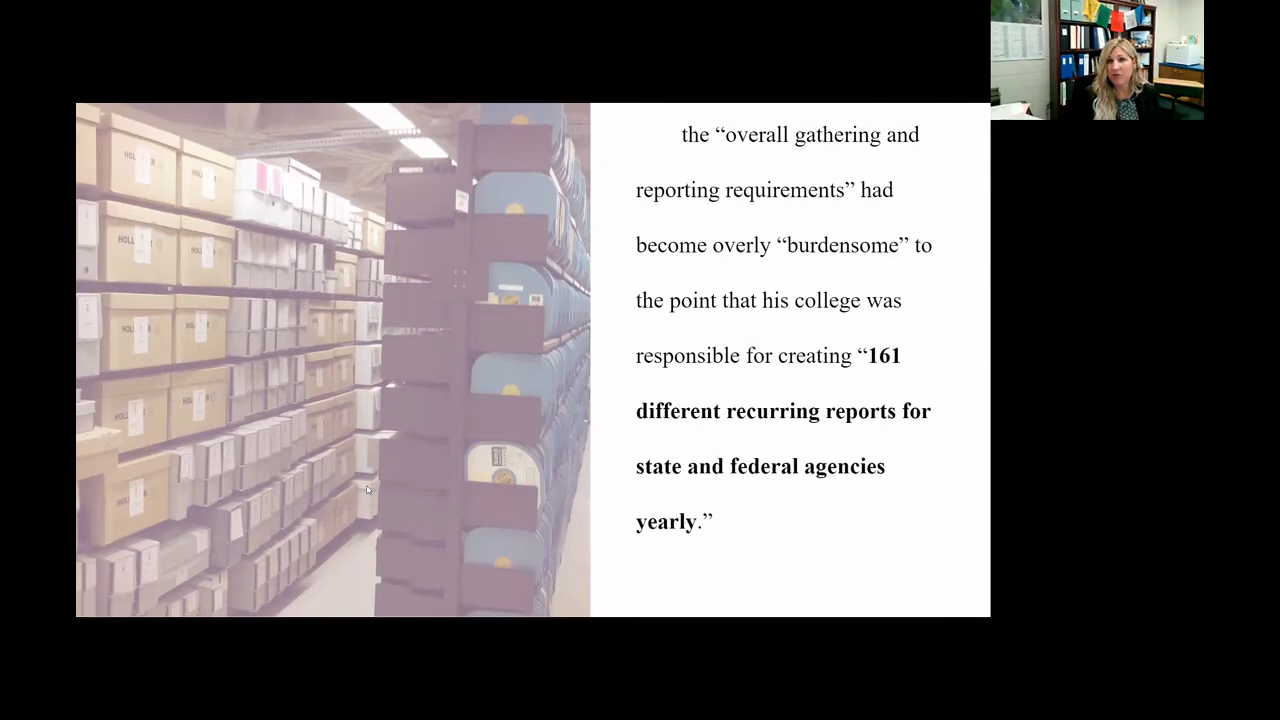 the “overall gathering and
reporting requirements” had
become overly “burdensome” to
the point that his college was
responsible for creating “161
different recurring reports for
state and federal agencies
yearly.”